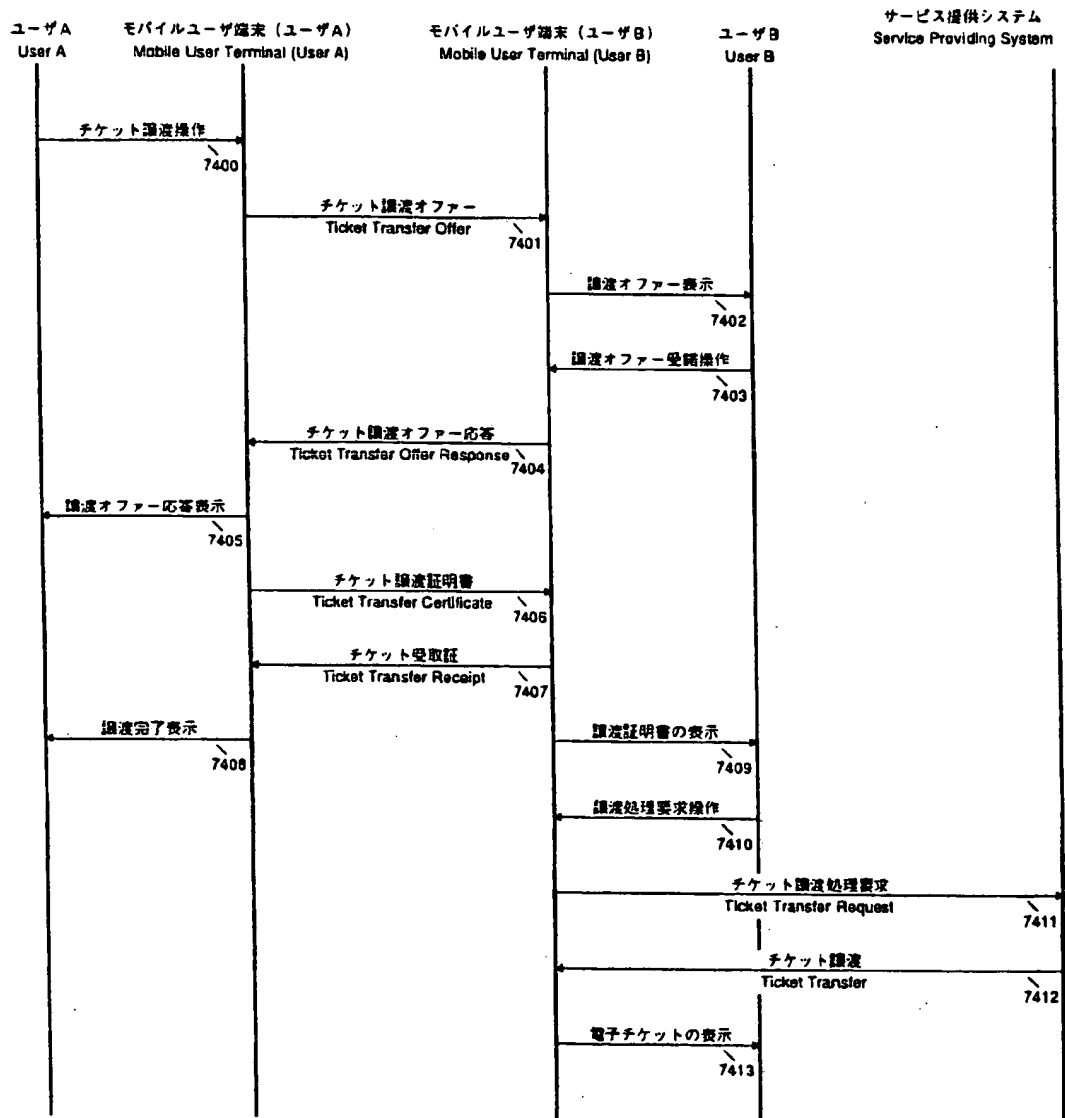 ユーザA
User A
モバイルユーザ端末（ユーザA）
Mobile User Terminal (User A)
モバイルユーザ端末（ユーザB）
Mobile User Terminal (User B)
ユーザB
User B
サービス提供システム
Service Providing System
チケット譲渡操作
7400
チケット譲渡オファー
Ticket Transfer Offer
7401
譲渡オファー表示
7402
譲渡オファー受諾操作
7403
チケット譲渡オファー応答
Ticket Transfer Offer Response
7404
譲渡オファー応答表示
7405
チケット譲渡証明書
Ticket Transfer Certificate
7406
チケット受取証
Ticket Transfer Receipt
7407
譲渡完了表示
7408
譲渡証明書の表示
7409
譲渡処理要求操作
7410
チケット譲渡処理要求
Ticket Transfer Request
7411
チケット譲渡
Ticket Transfer
7412
電子チケットの表示
7413